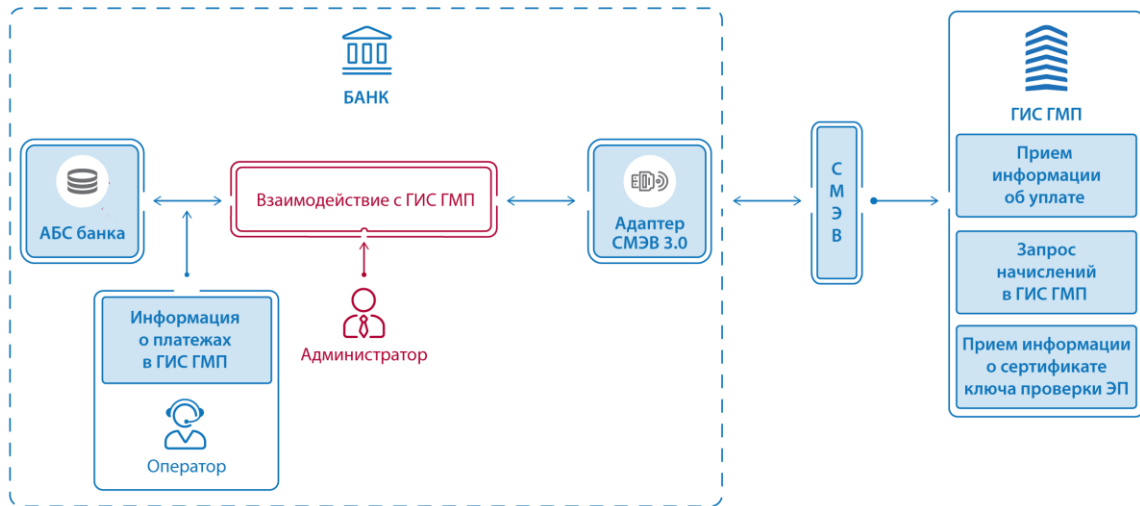 БАНК
АБС банка
Взаимодействие с ГИС ГМП
EDI
Адаптер
СМЭВ 3.0
Информация
о платежах
в ГИС ГМП
Оператор
Администратор
С
М
Э
В
ГИС ГМП
Прием
информации
об уплате
Запрос
начислений
в ГИС ГМП
Прием информации
о сертификате
ключа проверки ЭП